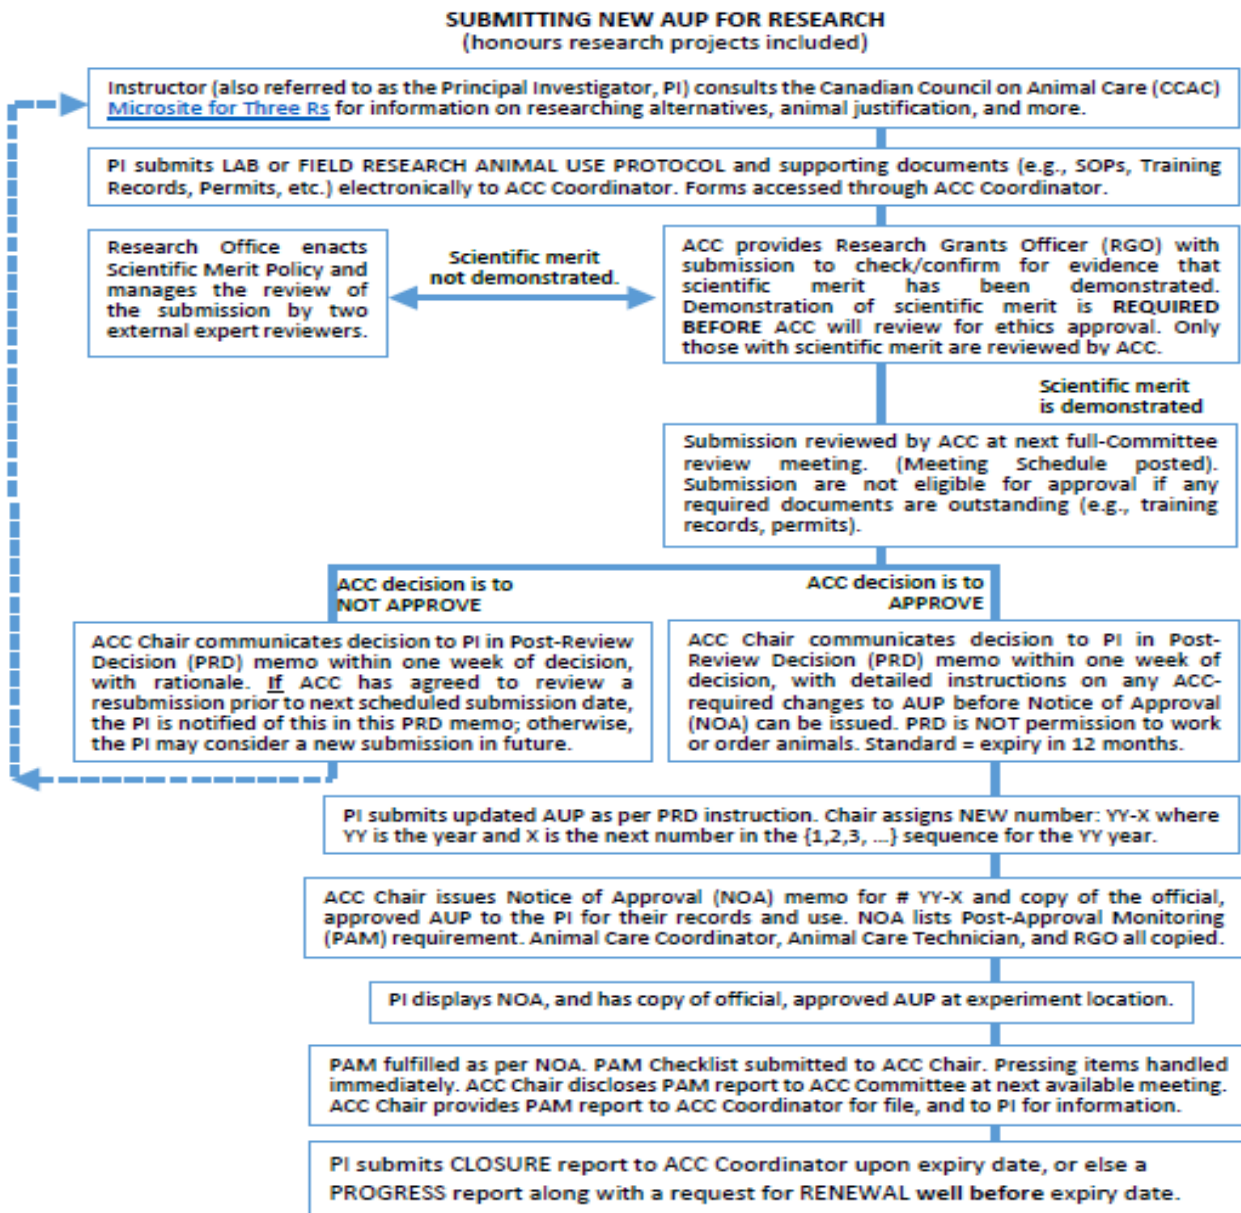 SUBMITTING NEW AUP FOR RESEARCH
(honours research projects included)
Instructor (also referred to as the Principal Investigator, PI) consults the Canadian Council on Animal Care (CCAC)
Microsite for Three Rs for information on researching alternatives, animal justification, and more.
PI submits LAB or FIELD RESEARCH ANIMAL USE PROTOCOL and supporting documents (e.g., SOPs, Training
Records, Permits, etc.) electronically to ACC Coordinator. Forms accessed through ACC Coordinator.
Research Office enacts
Scientific Merit Policy and
manages the review of
the submission by two
external expert reviewers.
Scientific merit
not demonstrated.
ACC provides Research Grants Officer (RGO) with
submission to check/confirm for evidence that
scientific merit has been demonstrated.
Demonstration of scientific merit is REQUIRED
BEFORE ACC will review for ethics approval. Only
those with scientific merit are reviewed by ACC.
Scientific merit
is demonstrated
Submission reviewed by ACC at next full-Committee
review meeting. (Meeting Schedule posted).
Submission are not eligible for approval if any
required documents are outstanding (e.g., training
records, permits).
ACC decision is to
NOT APPROVE
ACC decision is to
APPROVE
ACC Chair communicates decision to PI in Post-Review
Decision (PRD) memo within one week of decision,
with rationale. If ACC has agreed to review a
resubmission prior to next scheduled submission date,
the PI is notified of this in this PRD memo; otherwise,
the PI may consider a new submission in future.
ACC Chair communicates decision to PI in Post-
Review Decision (PRD) memo within one week of
decision, with detailed instructions on any ACC-
required changes to AUP before Notice of Approval
(NOA) can be issued. PRD is NOT permission to work
or order animals. Standard = expiry in 12 months.
PI submits updated AUP as per PRD instruction. Chair assigns NEW number: YY-X where
YY is the year and X is the next number in the {1,2,3, ...} sequence for the YY year.
ACC Chair issues Notice of Approval (NOA) memo for # YY-X and copy of the official,
approved AUP to the PI for their records and use. NOA lists Post-Approval Monitoring
(PAM) requirement. Animal Care Coordinator, Animal Care Technician, and RGO all copied.
PI displays NOA, and has copy of official, approved AUP at experiment location.
PAM fulfilled as per NOA. PAM Checklist submitted to ACC Chair. Pressing items handled
immediately. ACC Chair discloses PAM report to ACC Committee at next available meeting.
ACC Chair provides PAM report to ACC Coordinator for file, and to PI for information.
PI submits CLOSURE report to ACC Coordinator upon expiry date, or else a
PROGRESS report along with a request for RENEWAL well before expiry date.